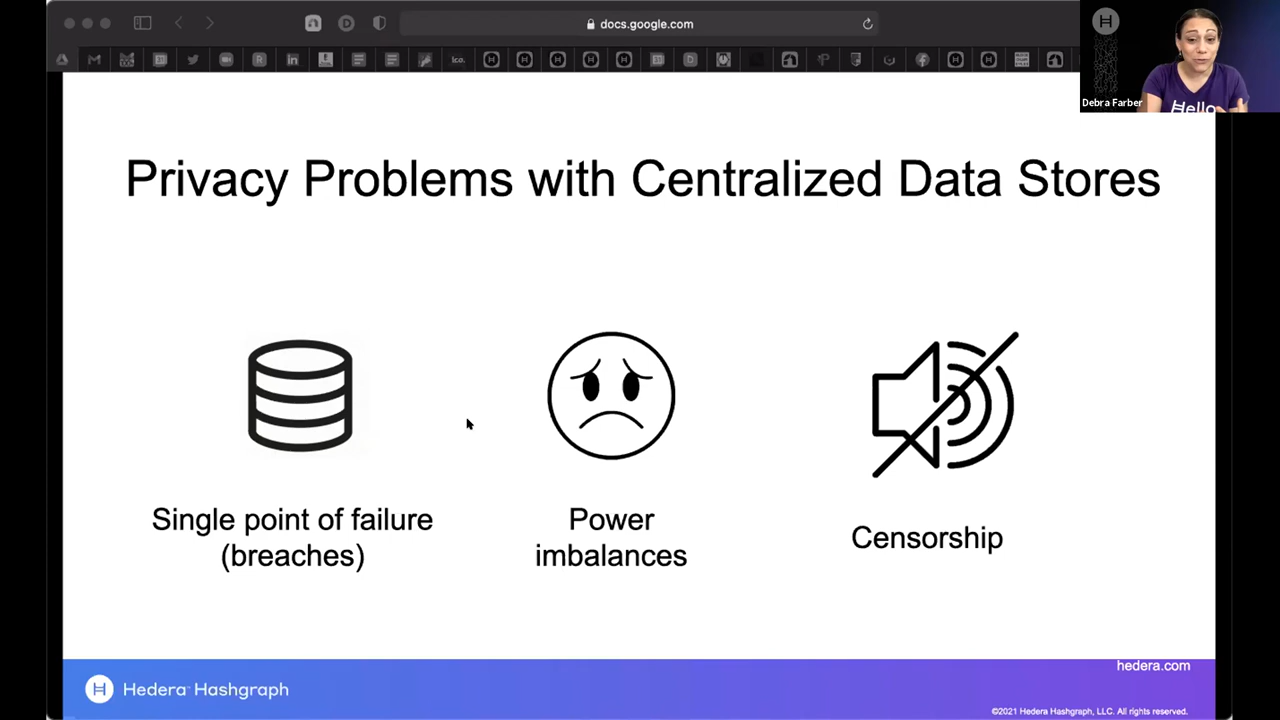 docs.google.com
Debra Farber
Hello
Privacy Problems with Centralized Data Stores
Single point of failure
(breaches)
Power
imbalances
Censorship
hedera.com
Hedera Hashgraph
©2021 Hedera Hashgraph, LLC. All rights reserved.